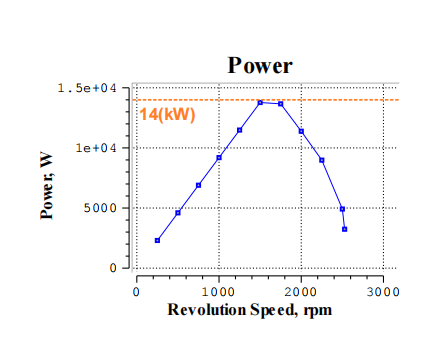 Power
1.5e+04
14(kW)
1e+04
Power, W
5000
0
0 1000 2000 3000
Revolution Speed, rpm